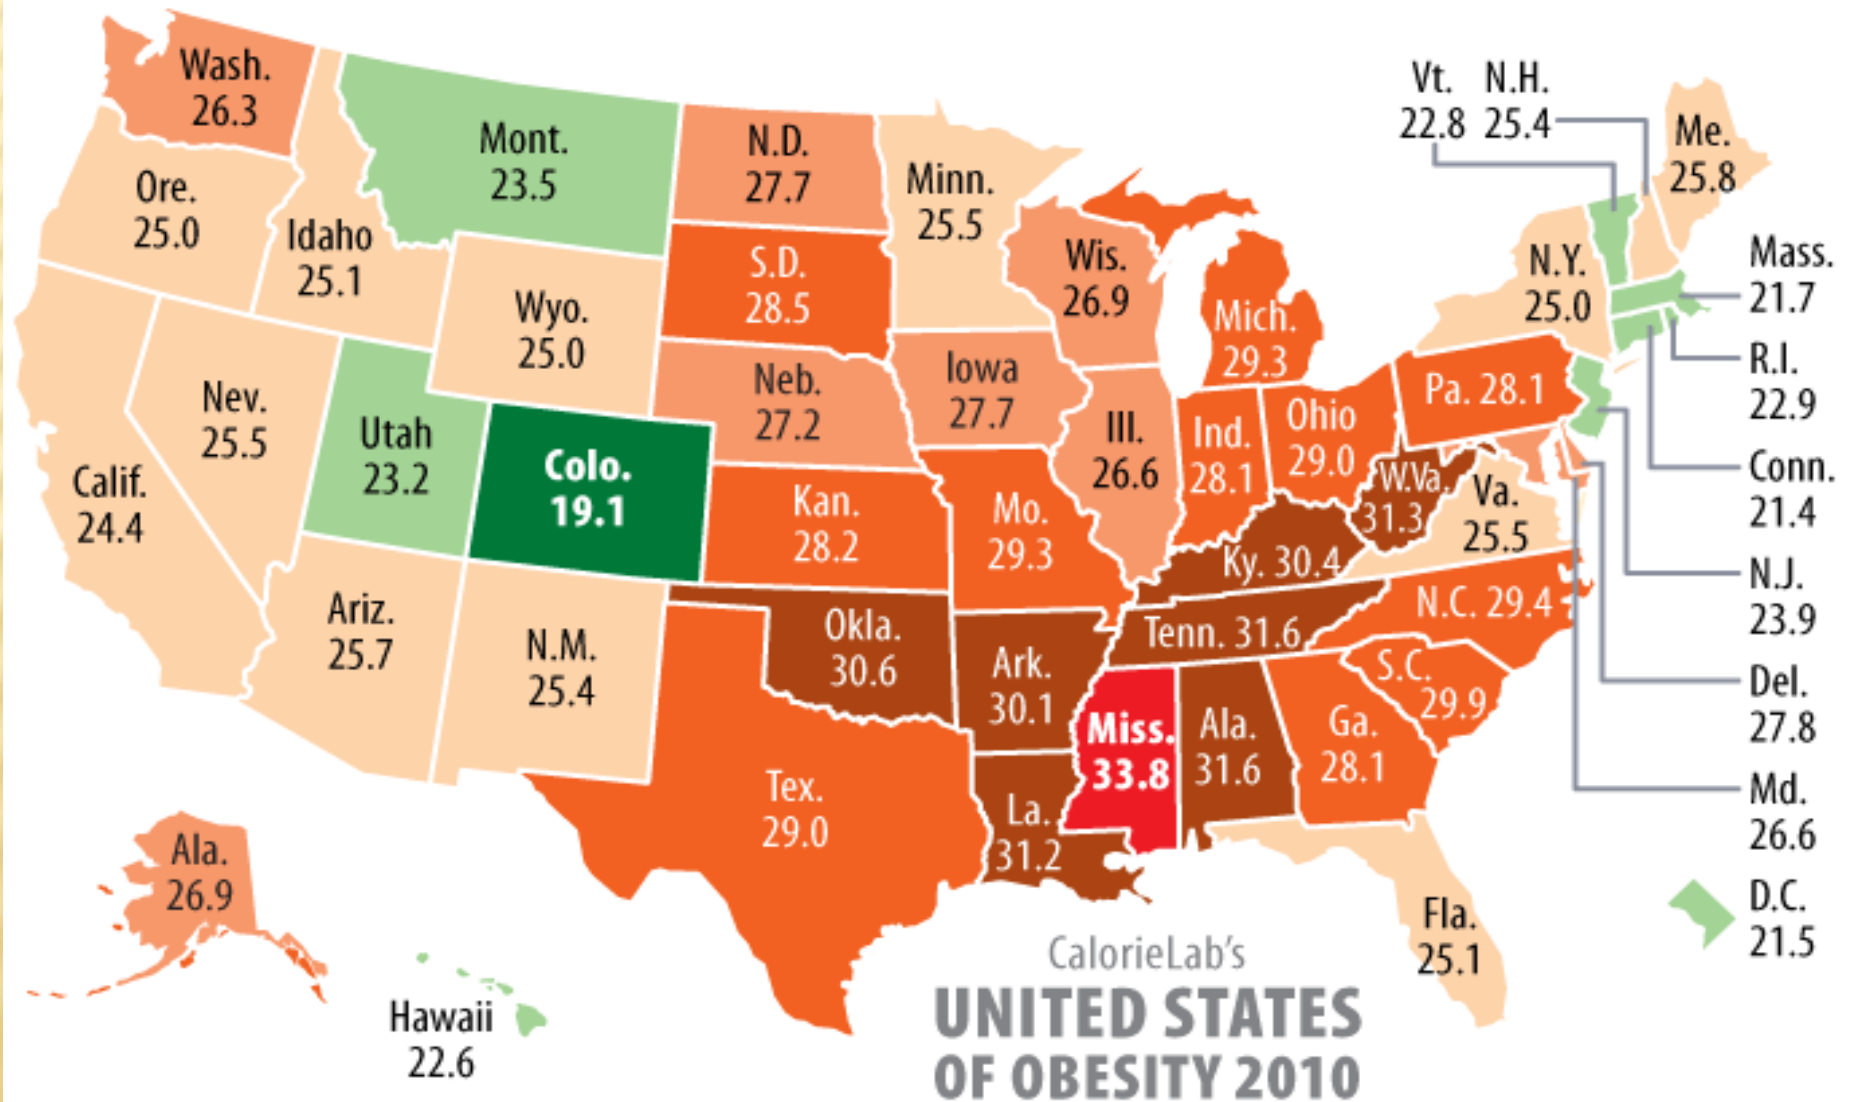 Wash.
26.3
Ore.
25.0
Idaho
25.1
Mont.
23.5
N.D.
27.7
Minn.
25.5
Vt.
22.8
N.H.
25.4
Me.
25.8
Wyo.
25.0
S.D.
28.5
Wis.
26.9
Mich.
29.3
N.Y.
25.0
Mass.
21.7
R.I.
22.9
Conn.
21.4
N.J.
23.9
Del.
27.8
Md.
26.6
D.C.
21.5
Calif.
24.4
Nev.
25.5
Utah
23.2
Colo.
19.1
Neb.
27.2
Iowa
27.7
Ill.
26.6
Ind.
28.1
Ohio
29.0
Pa. 28.1
W.Va.
31.3
Va.
25.5
Kan.
28.2
Mo.
29.3
Ky. 30.4
N.C. 29.4
Tenn. 31.6
S.C.
29.9
Ariz.
25.7
N.M.
25.4
Okla.
30.6
Ark.
30.1
Tex.
29.0
La.
31.2
Miss.
33.8
Ala.
31.6
Ga.
28.1
Fla.
25.1
Ala.
26.9
Hawaii
22.6
CalorieLab's
UNITED STATES
OF OBESITY 2010